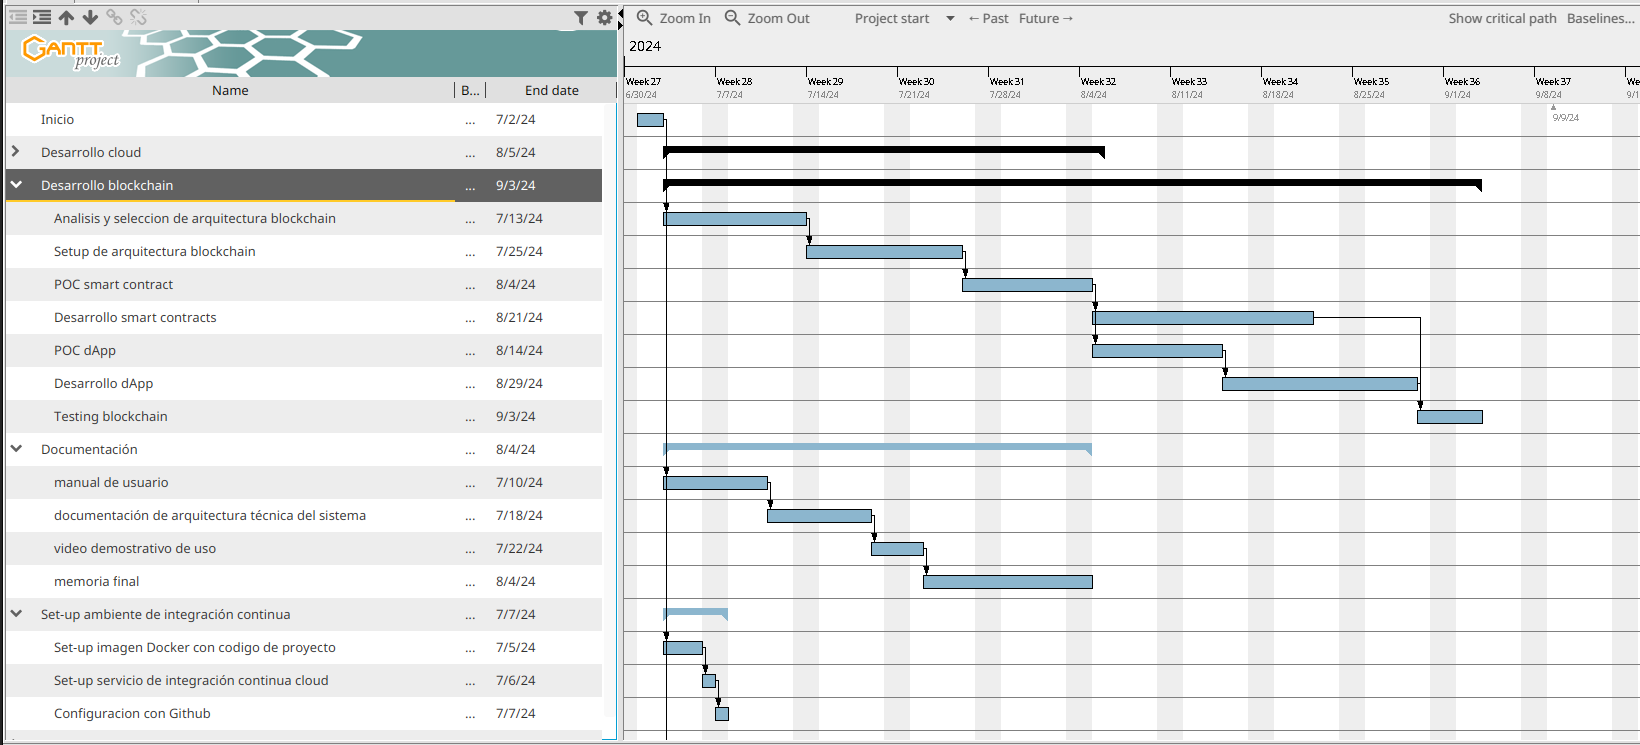 Zoom In Zoom Out Project start ← Past Future → Show critical path Baselines...
GANTT project
2024
Week 27 Week 28 Week 29 Week 30 Week 31 Week 32 Week 33 Week 34 Week 35 Week 36 Week 37 We
6/30/24 7/7/24 7/14/24 7/21/24 7/28/24 8/4/24 8/11/24 8/18/24 8/25/24 9/1/24 9/8/24 9/1
Name B... End date
9/9/24
Inicio ... 7/2/24
Desarrollo cloud ... 8/5/24
Desarrollo blockchain ... 9/3/24
Analisis y seleccion de arquitectura blockchain ... 7/13/24
Setup de arquitectura blockchain ... 7/25/24
POC smart contract ... 8/4/24
Desarrollo smart contracts ... 8/21/24
POC dApp ... 8/14/24
Desarrollo dApp ... 8/29/24
Testing blockchain ... 9/3/24
Documentación ... 8/4/24
manual de usuario ... 7/10/24
documentación de arquitectura técnica del sistema ... 7/18/24
video demostrativo de uso ... 7/22/24
memoria final ... 8/4/24
Set-up ambiente de integración continua ... 7/7/24
Set-up imagen Docker con codigo de proyecto ... 7/5/24
Set-up servicio de integración continua cloud ... 7/6/24
Configuracion con Github ... 7/7/24